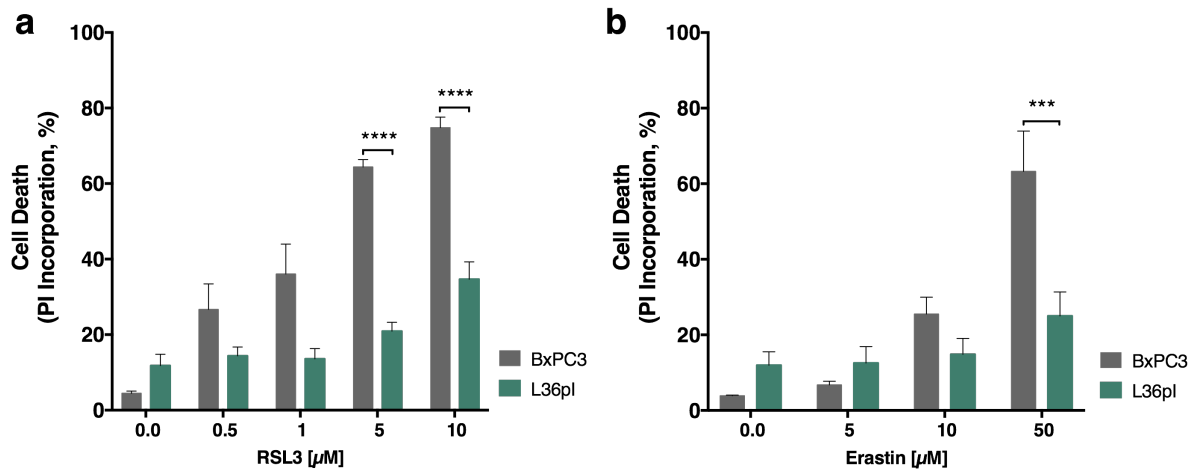 a
Cell Death
(PI Incorporation, %)
100
80
60
40
20
0
****
****
0.0 0.5 1 5 10
RSL3 [µM]
BxPC3
L36pl
b
Cell Death
(PI Incorporation, %)
100
80
60
40
20
0
***
0.0 5 10 50
Erastin [µM]
BxPC3
L36pl